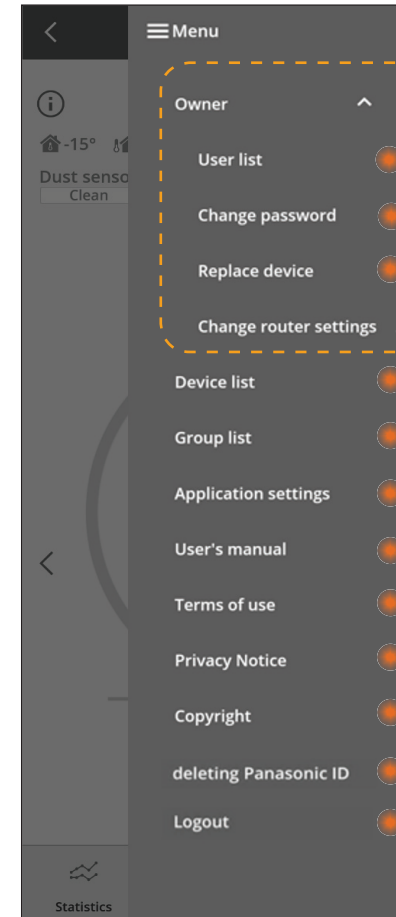 Menu
Owner
-15°
User list
Dust senso
Clean
Change password
Replace device
Change router settings
Device list
Group list
Application settings
User's manual
Terms of use
Privacy Notice
Copyright
deleting Panasonic ID
Logout
Statistics